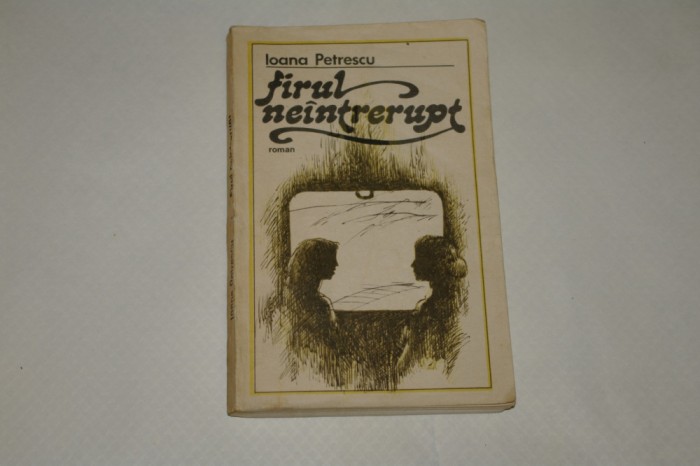 Ioana Petrescu
firul
neîntrerupt
roman